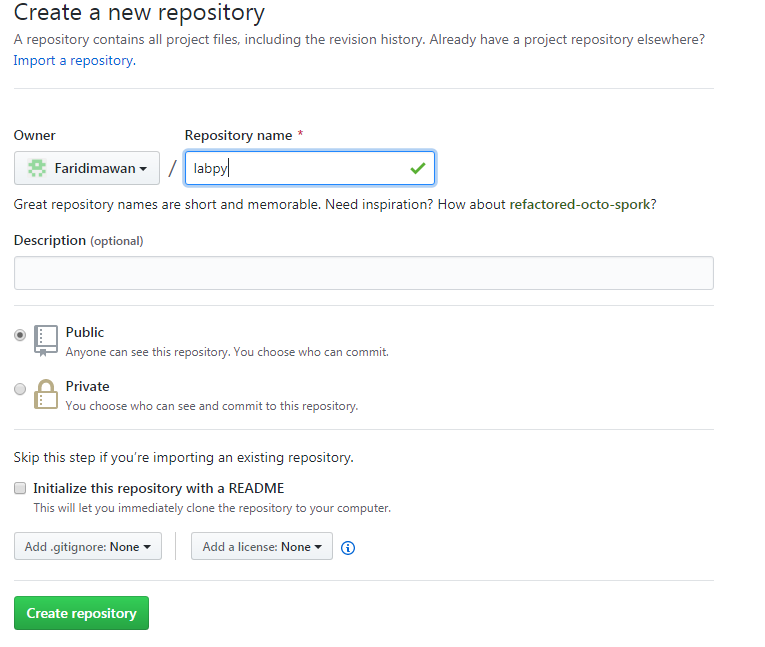 Create a new repository
A repository contains all project files, including the revision history. Already have a project repository elsewhere?
Import a repository.
Owner
Repository name *
Faridimawan
/
labpy
Great repository names are short and memorable. Need inspiration? How about refactored-octo-spork?
Description (optional)
Public
Anyone can see this repository. You choose who can commit.
Private
You choose who can see and commit to this repository.
Skip this step if you're importing an existing repository.
Initialize this repository with a README
This will let you immediately clone the repository to your computer.
Add .gitignore: None
Add a license: None
Create repository